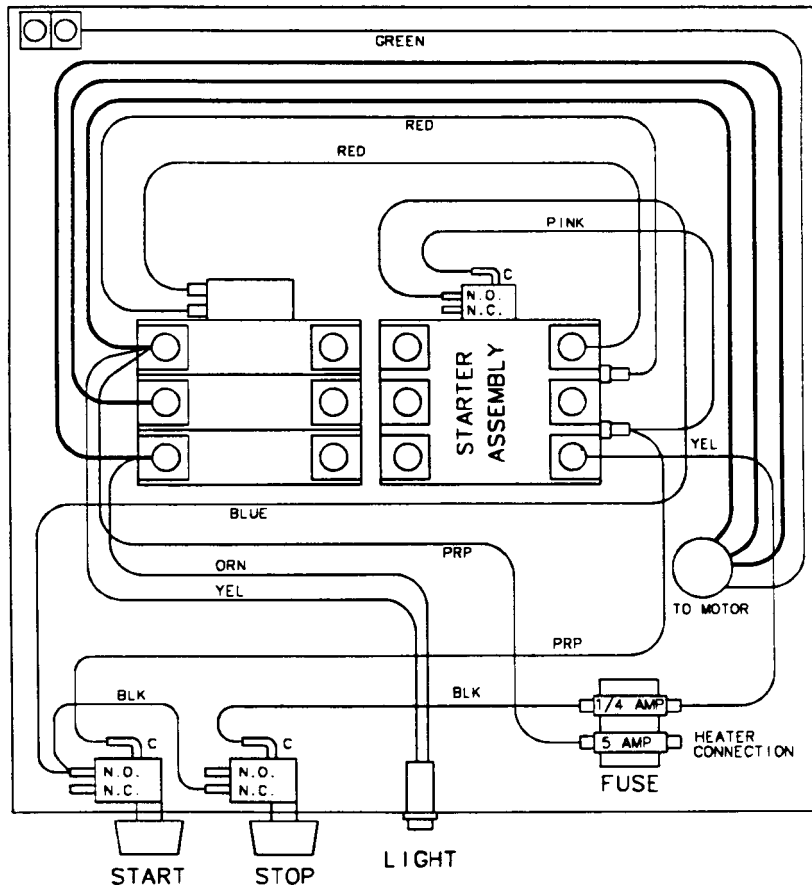 GREEN
RED
RED
PINK
C
N.O.
N.C.
STARTER
ASSEMBLY
YEL
BLUE
PRP
ORN
YEL
TO MOTOR
PRP
BLK
BLK
1/4 AMP
C
C
5 AMP
HEATER
CONNECTION
N.O.
N.C.
N.O.
N.C.
FUSE
LIGHT
START
STOP